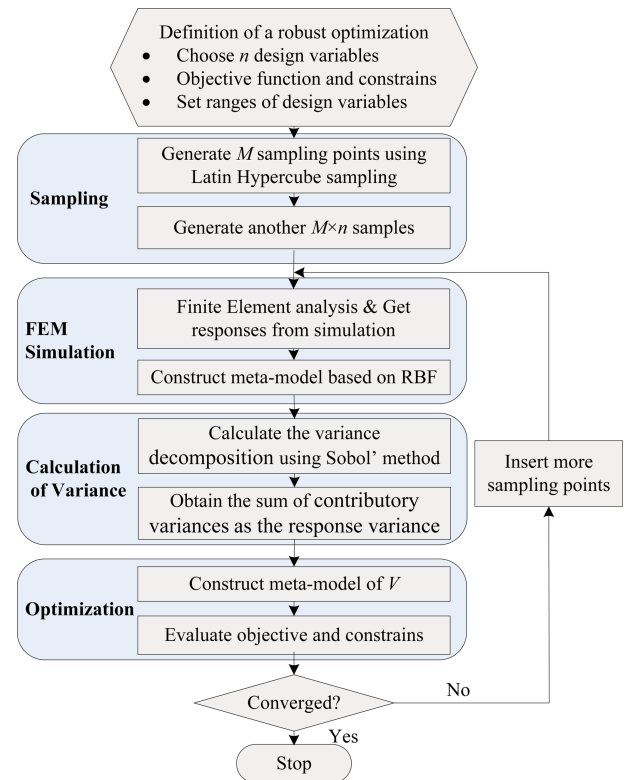 Definition of a robust optimization
• Choose n design variables
• Objective function and constrains
• Set ranges of design variables
Sampling
Generate M sampling points using
Latin Hypercube sampling
Generate another M×n samples
FEM
Simulation
Finite Element analysis & Get
responses from simulation
Construct meta-model based on RBF
Calculation
of Variance
Calculate the variance
decomposition using Sobol’ method
Obtain the sum of contributory
variances as the response variance
Insert more
sampling points
Optimization
Construct meta-model of V
Evaluate objective and constrains
Converged?
No
Yes
Stop